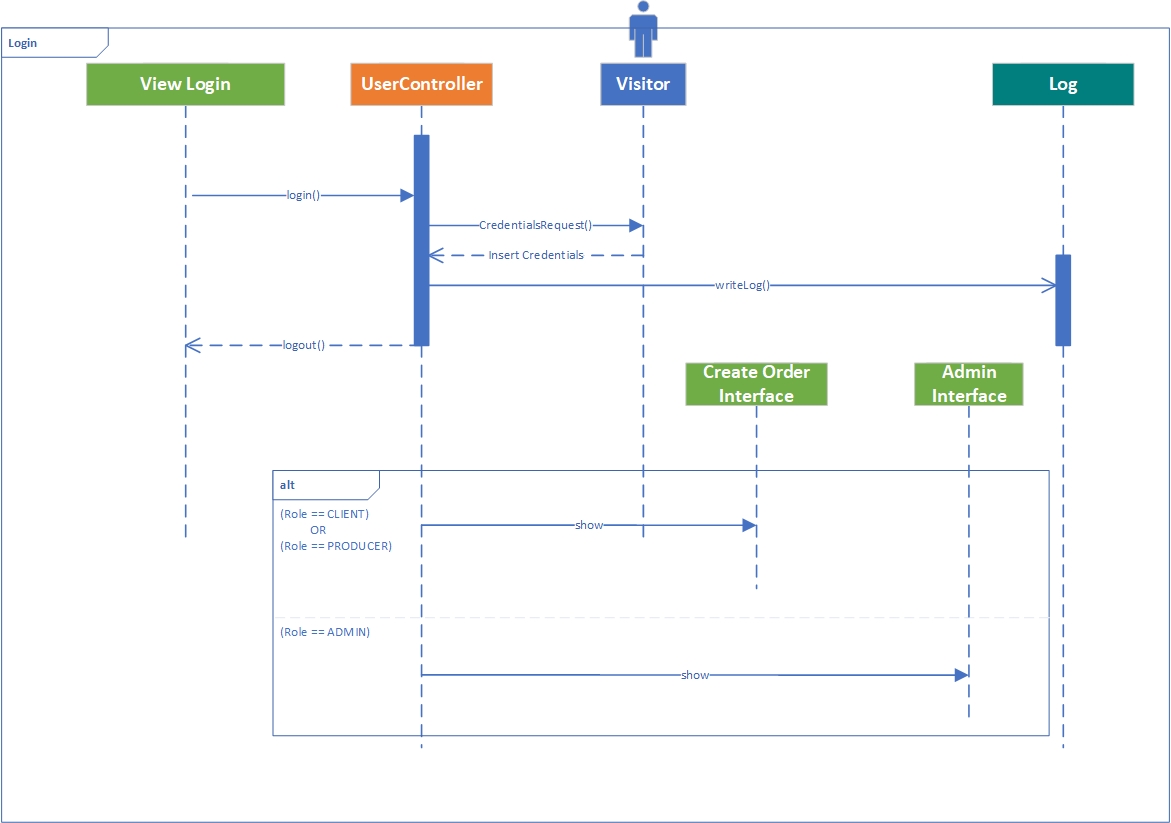 Login
View Login
UserController
Visitor
Log
login()
CredentialsRequest()
Insert Credentials
writeLog()
logout()
Create Order
Interface
Admin
Interface
alt
(Role == CLIENT)
OR
(Role == PRODUCER)
show
(Role == ADMIN)
show